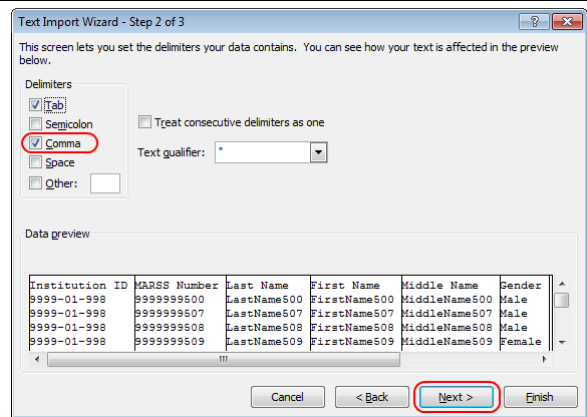 Text Import Wizard - Step 2 of 3
This screen lets you set the delimiters your data contains. You can see how your text is affected in the preview
below.
Delimiters
Tab
Semicolon
Comma
Space
Other:
Treat consecutive delimiters as one
Text qualifier: "
Data preview
Institution ID MARSS Number Last Name First Name Middle Name Gender
9999-01-998 9999999500 LastName500 FirstName500 MiddleName500 Male
9999-01-998 9999999507 LastName507 FirstName507 MiddleName507 Male
9999-01-998 9999999508 LastName508 FirstName508 MiddleName508 Male
9999-01-998 9999999509 LastName509 FirstName509 MiddleName509 Female
Cancel < Back Next > Finish